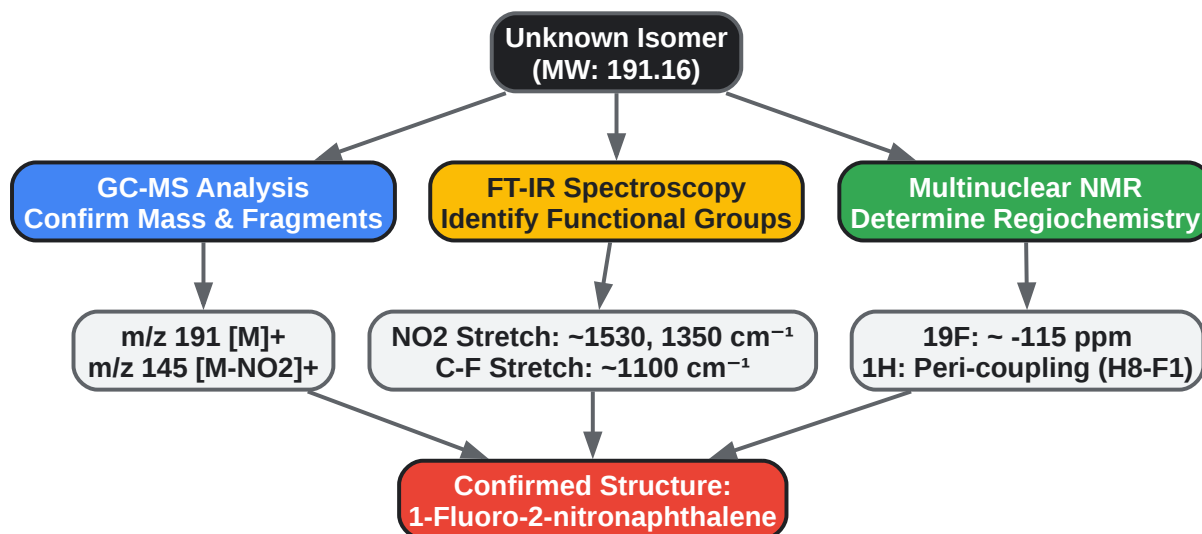 Unknown Isomer
(MW: 191.16)
GC-MS Analysis
Confirm Mass & Fragments
FT-IR Spectroscopy
Identify Functional Groups
Multinuclear NMR
Determine Regiochemistry
m/z 191 [M]+
m/z 145 [M-NO2]+
NO2 Stretch: ~1530, 1350 cm⁻¹
C-F Stretch: ~1100 cm⁻¹
19F: ~ -115 ppm
1H: Peri-coupling (H8-F1)
Confirmed Structure:
1-Fluoro-2-nitronaphthalene